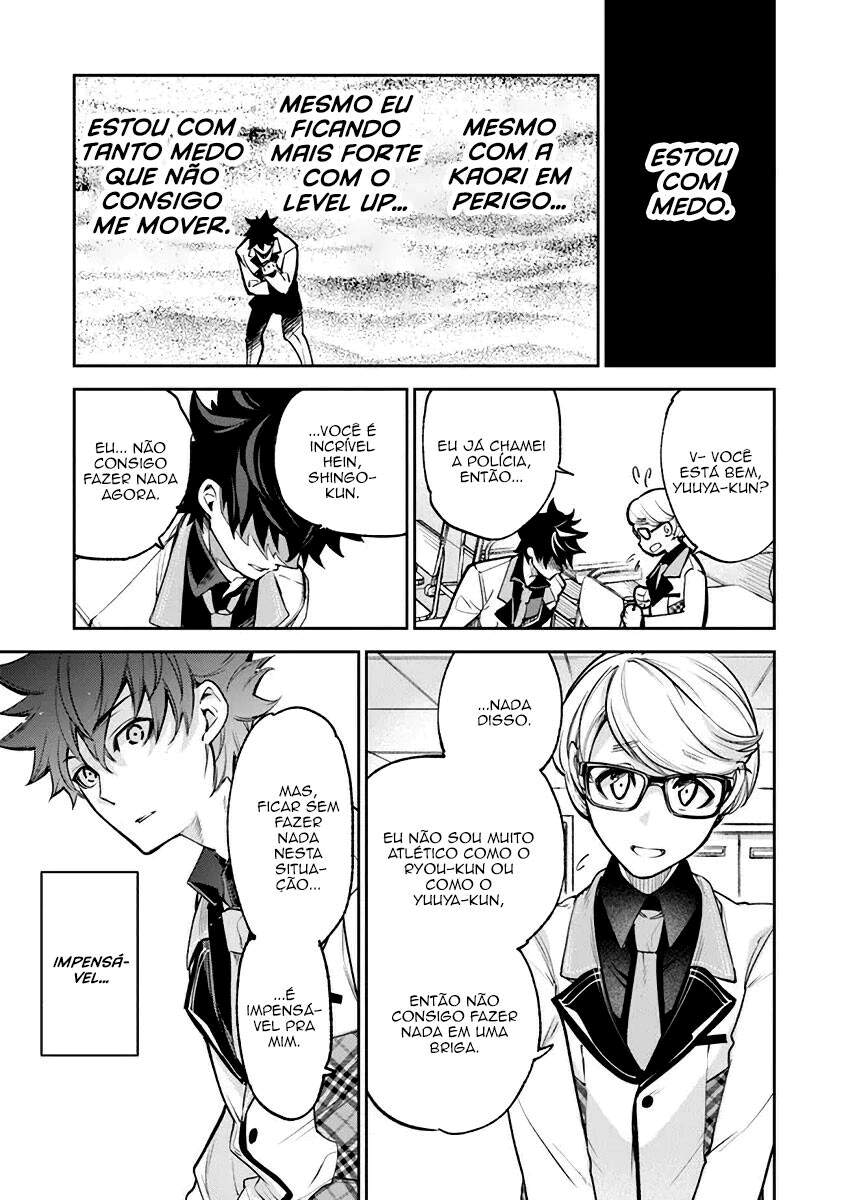 ESTOU
COM
MEDO.
MESMO
COM A
KAORI EM
PERIGO...
MESMO EU
FICANDO
MAIS FORTE
COM O
LEVEL UP...
ESTOU COM
TANTO MEDO
QUE NÃO
CONSIGO
ME MOVER.
V- VOCÊ
ESTÁ BEM,
YUUYA-KUN?
EU JÁ CHAMEI
A POLÍCIA,
ENTÃO...
...VOCÊ É
INCRÍVEL
HEIN,
SHINGO-
KUN.
EU... NÃO
CONSIGO
FAZER NADA
AGORA.
...NADA
DISSO.
EU NÃO SOU MUITO
ATLÉTICO COMO O
RYOU-KUN OU
COMO O
YUUYA-KUN,
ENTÃO NÃO
CONSIGO FAZER
NADA EM UMA
BRIGA.
MAS,
FICAR SEM
FAZER
NADA
NESTA
SITUA-
ÇÃO...
...É
IMPENSÁ-
VEL PRA
MIM.
IMPENSÁ-
VEL...